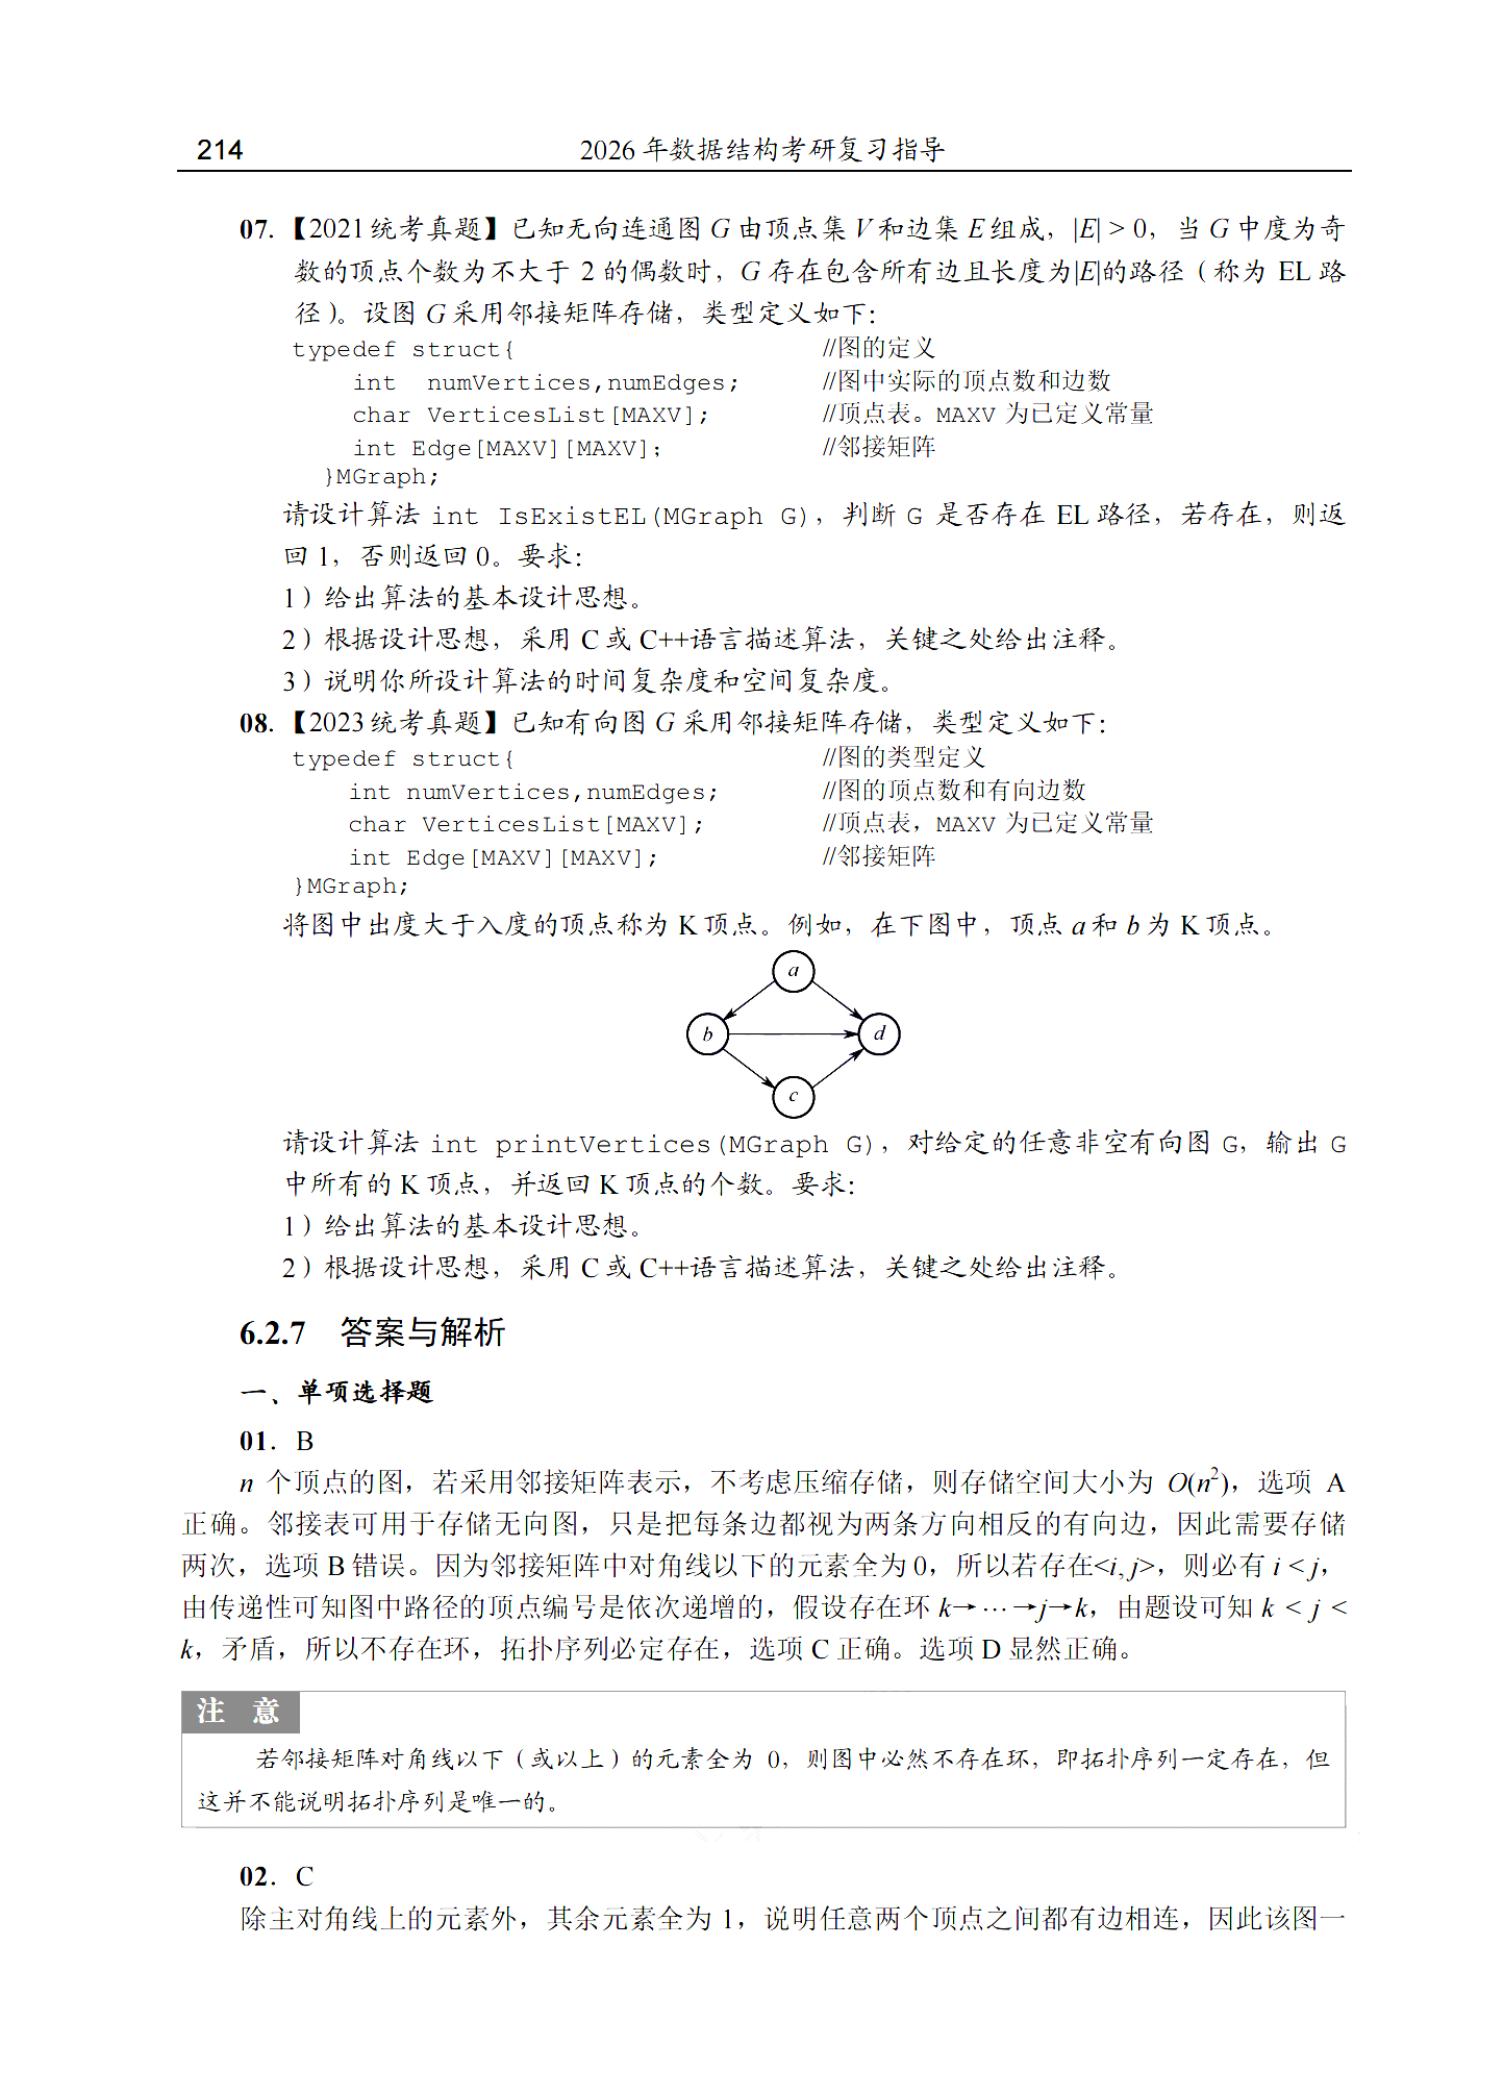 214 2026 年数据结构考研复习指导
07. 【2021 统考真题】已知无向连通图 G 由顶点集 V 和边集 E 组成，|E| > 0，当 G 中度为奇
数的顶点个数为不大于 2 的偶数时，G 存在包含所有边且长度为|E|的路径（称为 EL 路
径）。设图 G 采用邻接矩阵存储，类型定义如下：
typedef struct{ //图的定义
int numVertices,numEdges; //图中实际的顶点数和边数
char VerticesList[MAXV]; //顶点表。MAXV 为已定义常量
int Edge[MAXV][MAXV]; //邻接矩阵
}MGraph;
请设计算法 int IsExistEL(MGraph G)，判断 G 是否存在 EL 路径，若存在，则返
回 1，否则返回 0。要求：
1）给出算法的基本设计思想。
2）根据设计思想，采用 C 或 C++语言描述算法，关键之处给出注释。
3）说明你所设计算法的时间复杂度和空间复杂度。
08. 【2023 统考真题】已知有向图 G 采用邻接矩阵存储，类型定义如下：
typedef struct{ //图的类型定义
int numVertices,numEdges; //图的顶点数和有向边数
char VerticesList[MAXV]; //顶点表，MAXV 为已定义常量
int Edge[MAXV][MAXV]; //邻接矩阵
}MGraph;
将图中出度大于入度的顶点称为 K 顶点。例如，在下图中，顶点 a 和 b 为 K 顶点。
a
b d
c
请设计算法 int printVertices(MGraph G)，对给定的任意非空有向图 G，输出 G
中所有的 K 顶点，并返回 K 顶点的个数。要求：
1）给出算法的基本设计思想。
2）根据设计思想，采用 C 或 C++语言描述算法，关键之处给出注释。
6.2.7 答案与解析
一、单项选择题
01. B
n 个顶点的图，若采用邻接矩阵表示，不考虑压缩存储，则存储空间大小为 O(n²)，选项 A
正确。邻接表可用于存储无向图，只是把每条边都视为两条方向相反的有向边，因此需要存储
两次，选项 B 错误。因为邻接矩阵中对角线以下的元素全为 0，所以若存在<i, j>，则必有 i < j，
由传递性可知图中路径的顶点编号是依次递增的，假设存在环 k→…→j→k，由题设可知 k < j <
k，矛盾，所以不存在环，拓扑序列必定存在，选项 C 正确。选项 D 显然正确。
注 意
若邻接矩阵对角线以下（或以上）的元素全为 0，则图中必然不存在环，即拓扑序列一定存在，但
这并不能说明拓扑序列是唯一的。
02. C
除主对角线上的元素外，其余元素全为 1，说明任意两个顶点之间都有边相连，因此该图一